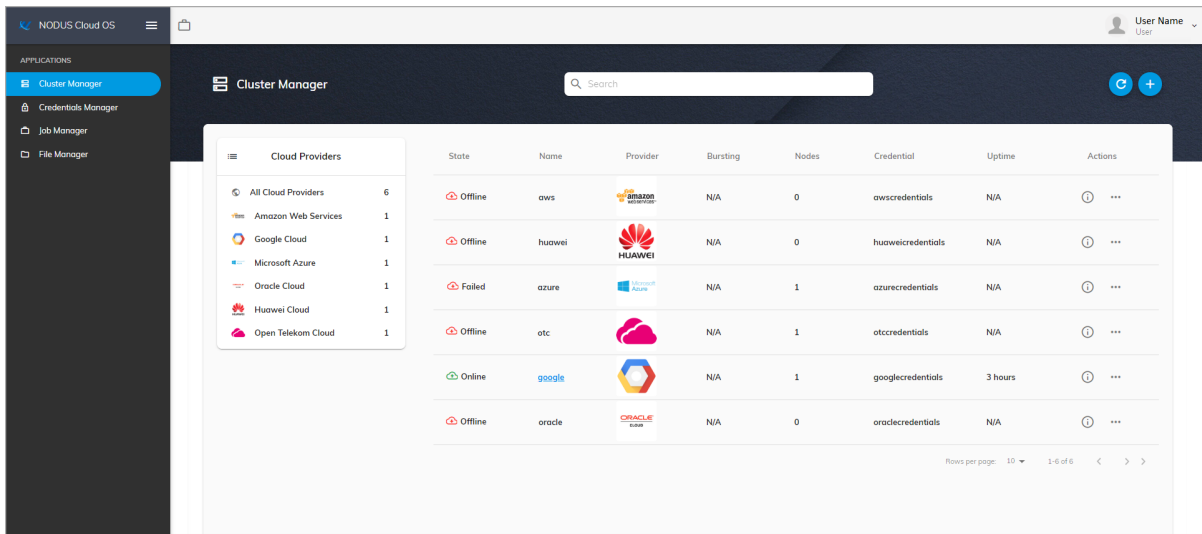 NODUS Cloud OS
User Name
User
APPLICATIONS
Cluster Manager
Credentials Manager
Job Manager
File Manager
Cluster Manager
Search
Cloud Providers
All Cloud Providers 6
Amazon Web Services 1
Google Cloud 1
Microsoft Azure 1
Oracle Cloud 1
Huawei Cloud 1
Open Telekom Cloud 1
State Name Provider Bursting Nodes Credential Uptime Actions
Offline aws amazon webservices N/A 0 awscredentials N/A
Offline huawei HUAWEI N/A 0 huaweicredentials N/A
Failed azure Microsoft Azure N/A 1 azurecredentials N/A
Offline otc N/A 1 otccredentials N/A
Online google N/A 1 googlecredentials 3 hours
Offline oracle ORACLE CLOUD N/A 0 oraclecredentials N/A
Rows per page: 10 1-6 of 6